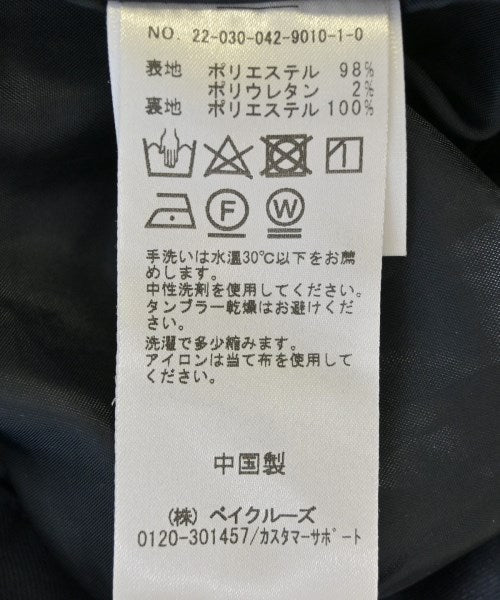 NO. 22-030-042-9010-1-0
表地 ポリエステル 98%
ポリウレタン 2%
裏地 ポリエステル 100%
F W
手洗いは水温30℃以下をお薦
めします。
中性洗剤を使用してください。
タンブラー乾燥はお避けくだ
さい。
洗濯で多少縮みます。
アイロンは当て布を使用して
ください。
中国製
(株) ベイクルーズ
0120-301457/カスタマーサポート